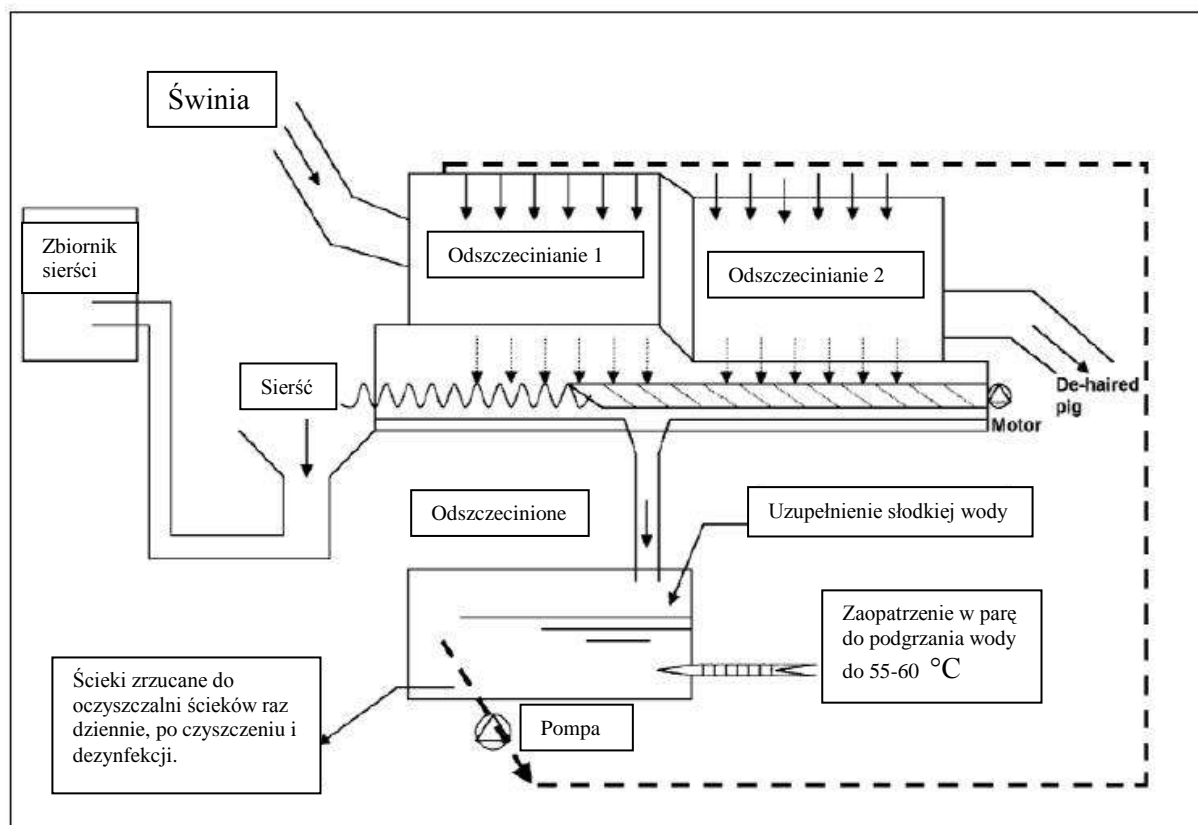 Świnia
Zbiornik
sierści
Odszczecinianie 1
Odszczecinianie 2
Sierść
De-haired
pig
Motor
Odszczecinione
Uzupełnienie słodkiej wody
Zaopatrzenie w parę
do podgrzania wody
do 55-60 °C
Ścieki zrzucane do
oczyszczalni ścieków raz
dziennie, po czyszczeniu i
dezynfekcji.
Pompa